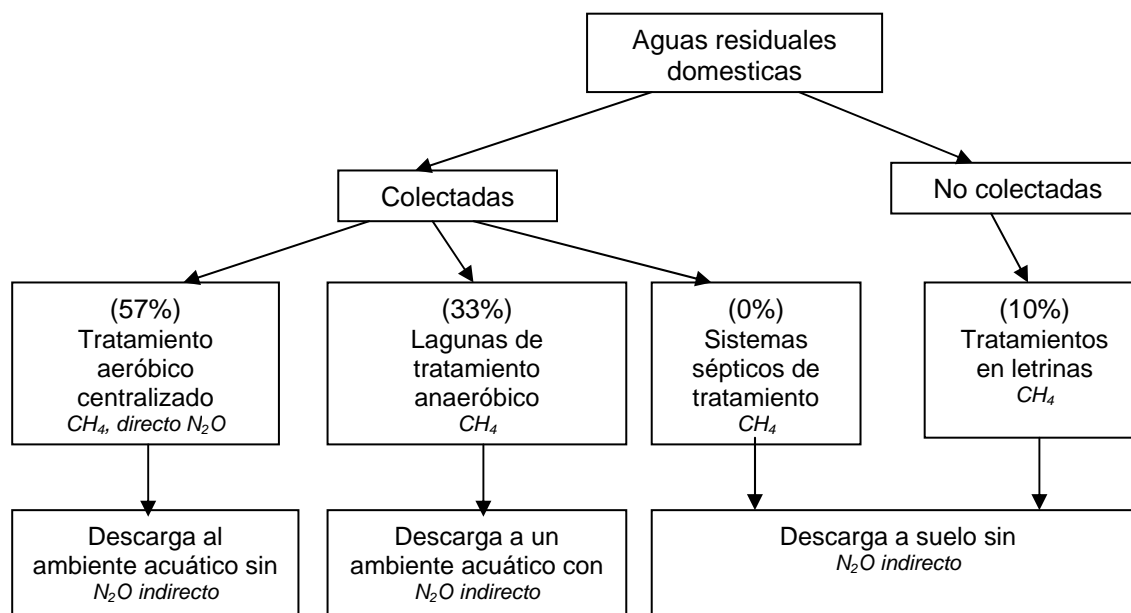 Aguas residuales
domesticas
Colectadas
No colectadas
(57%)
Tratamiento
aeróbico
centralizado
CH₄, directo N₂O
(33%)
Lagunas de
tratamiento
anaeróbico
CH₄
(0%)
Sistemas
sépticos de
tratamiento
CH₄
(10%)
Tratamientos
en letrinas
CH₄
Descarga al
ambiente acuático sin
N₂O indirecto
Descarga a un
ambiente acuático con
N₂O indirecto
Descarga a suelo sin
N₂O indirecto